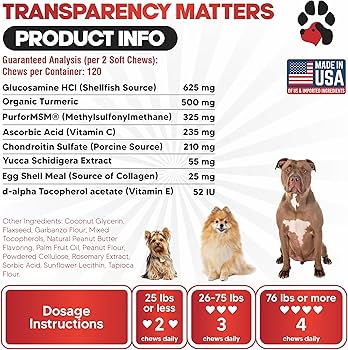 TRANSPARENCY MATTERS
PRODUCT INFO
Guaranteed Analysis (per 2 Soft Chews):
Chews per Container: 120
Glucosamine HCl (Shellfish Source) 625 mg
Organic Turmeric 500 mg
PurforMSM® (Methylsulfonylmethane) 325 mg
Ascorbic Acid (Vitamin C) 235 mg
Chondroitin Sulfate (Porcine Source) 210 mg
Yucca Schidigera Extract 55 mg
Egg Shell Meal (Source of Collagen) 25 mg
d-alpha Tacopherol acetate (Vitamin E) 52 IU
MADE IN
USA
OF US & IMPORTED INGREDIENTS
Other Ingredients: Coconut Glycerin,
Flaxseed, Garbanzo Flour, Mixed
Tocopherols, Natural Peanut Butter
Flavoring, Palm Fruit Oil, Peanut Flour,
Powdered Cellulose, Rosemary Extract,
Sorbic Acid, Sunflower Lecithin, Tapioca
Flour.
Dosage
Instructions
25 lbs
or less
2
chews daily
26-75 lbs
3
chews daily
76 lbs or more
4
chews daily